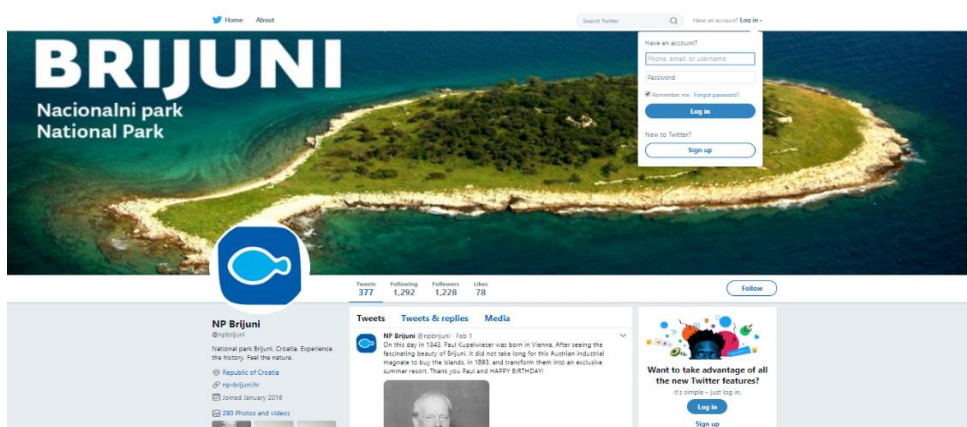 Home About
Search Twitter
Have an account? Log in
BRIJUNI
Nacionalni park
National Park
Have an account?
Phone, email, or username
Password
Remember me · Forgot password?
Log in
New to Twitter?
Sign up
Tweets Following Followers Likes
377 1,292 1,228 78
Follow
NP Brijuni
@npbrijuni
National park Brijuni, Croatia. Experience
the history. Feel the nature.
Republic of Croatia
np-brijuni.hr
Joined January 2016
290 Photos and videos
Tweets Tweets & replies Media
NP Brijuni @npbrijuni · Feb 1
On this day in 1843. Paul Kupelwieser was born in Vienna. After seeing the
fascinating beauty of Brijuni, it did not take long for this Austrian industrial
magnate to buy the islands, in 1893, and transform them into an exclusive
summer resort. Thank you Paul and HAPPY BIRTHDAY!
Want to take advantage of all
the new Twitter features?
It's simple – just log in.
Log in
Sign up